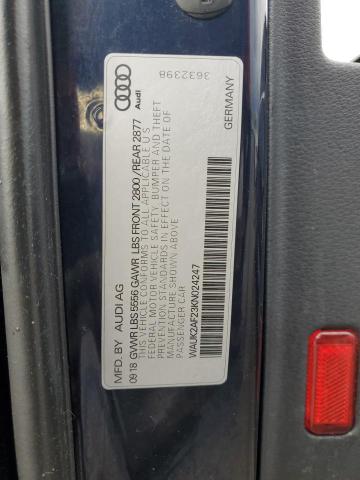 Audi
3632398
MFD. BY AUDI AG
GERMANY
09 18 GVWR LBS 5556 GAWR LBS FRONT 2800 / REAR 2877
THIS VEHICLE CONFORMS TO ALL APPLICABLE U S
FEDERAL MOTOR VEHICLE SAFETY, BUMPER AND THEFT
PREVENTION STANDARDS IN EFFECT ON THE DATE OF
MANUFACTURE SHOWN ABOVE
PASSENGER CAR
WAUK2AF23KN024247